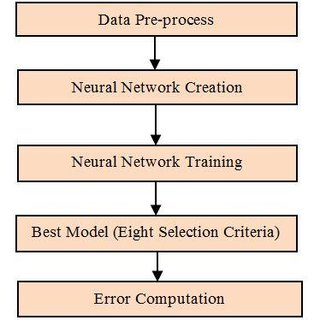 Data Pre-process
Neural Network Creation
Neural Network Training
Best Model (Eight Selection Criteria)
Error Computation